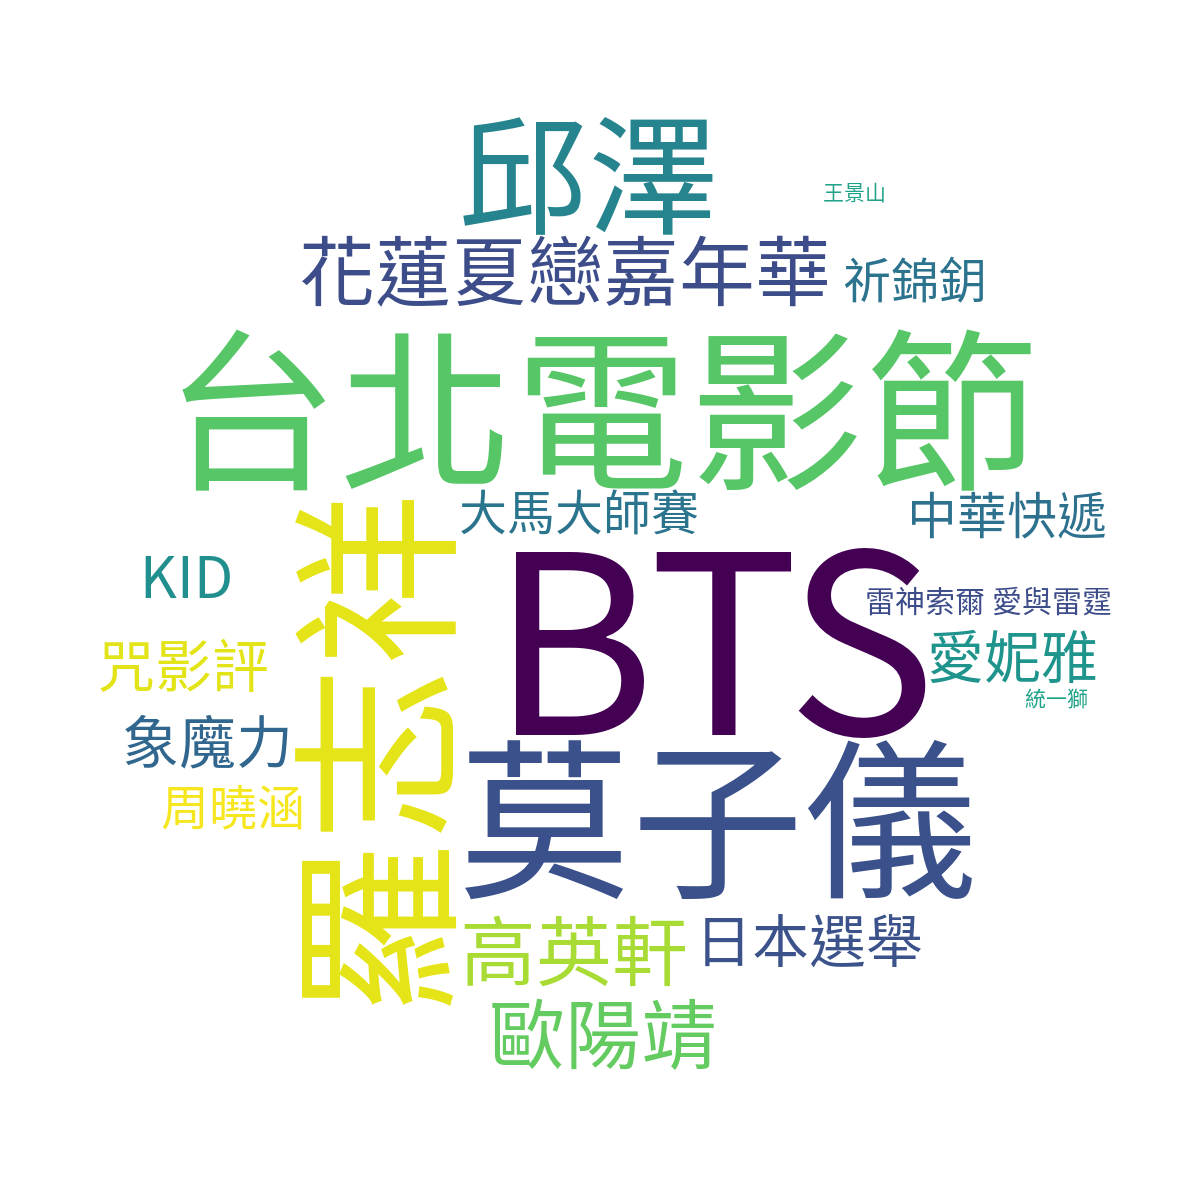 邱澤
王景山
花蓮夏戀嘉年華
祈錦鈅
台北電影節
大馬大師賽
中華快遞
羅志祥
BTS
KID
雷神索爾 愛與雷霆
咒影評
愛妮雅
統一獅
象魔力
莫子儀
周曉涵
高英軒
日本選舉
歐陽靖